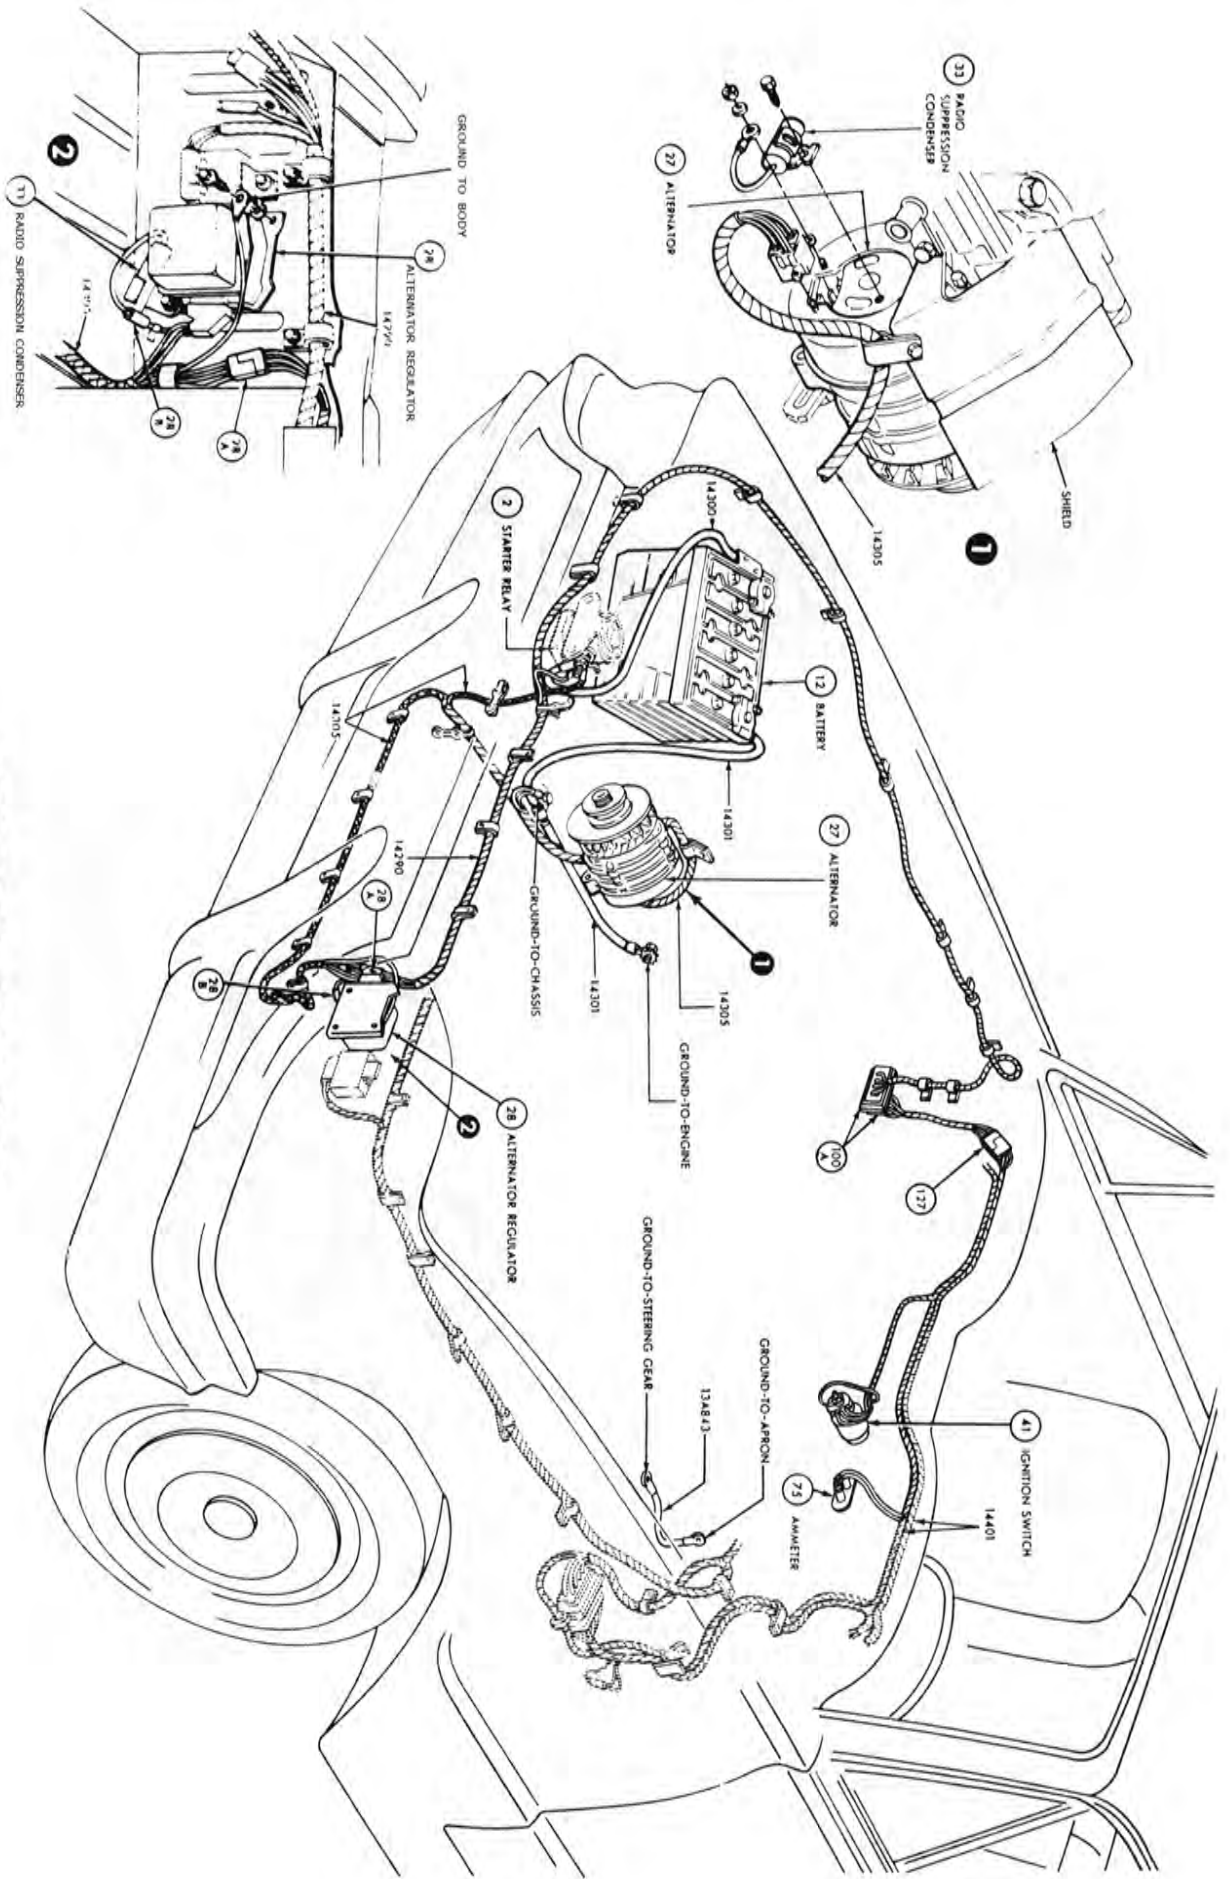 33 RADIO
SUPPRESSION
CONDENSER
27 ALTERNATOR
SHIELD
14305
1
GROUND TO BODY
28 ALTERNATOR REGULATOR
2
RADIO SUPPRESSION CONDENSER
28
B
28
A
14300
2 STARTER RELAY
12 BATTERY
14301
27 ALTERNATOR
1
14305
14305
14290
GROUND-TO-CHASSIS
14301
GROUND-TO-ENGINE
28
A
28
B
2
28 ALTERNATOR REGULATOR
100
A
127
GROUND-TO-STEERING GEAR
13A843
GROUND-TO-APRON
41 IGNITION SWITCH
75 AMMETER
14401